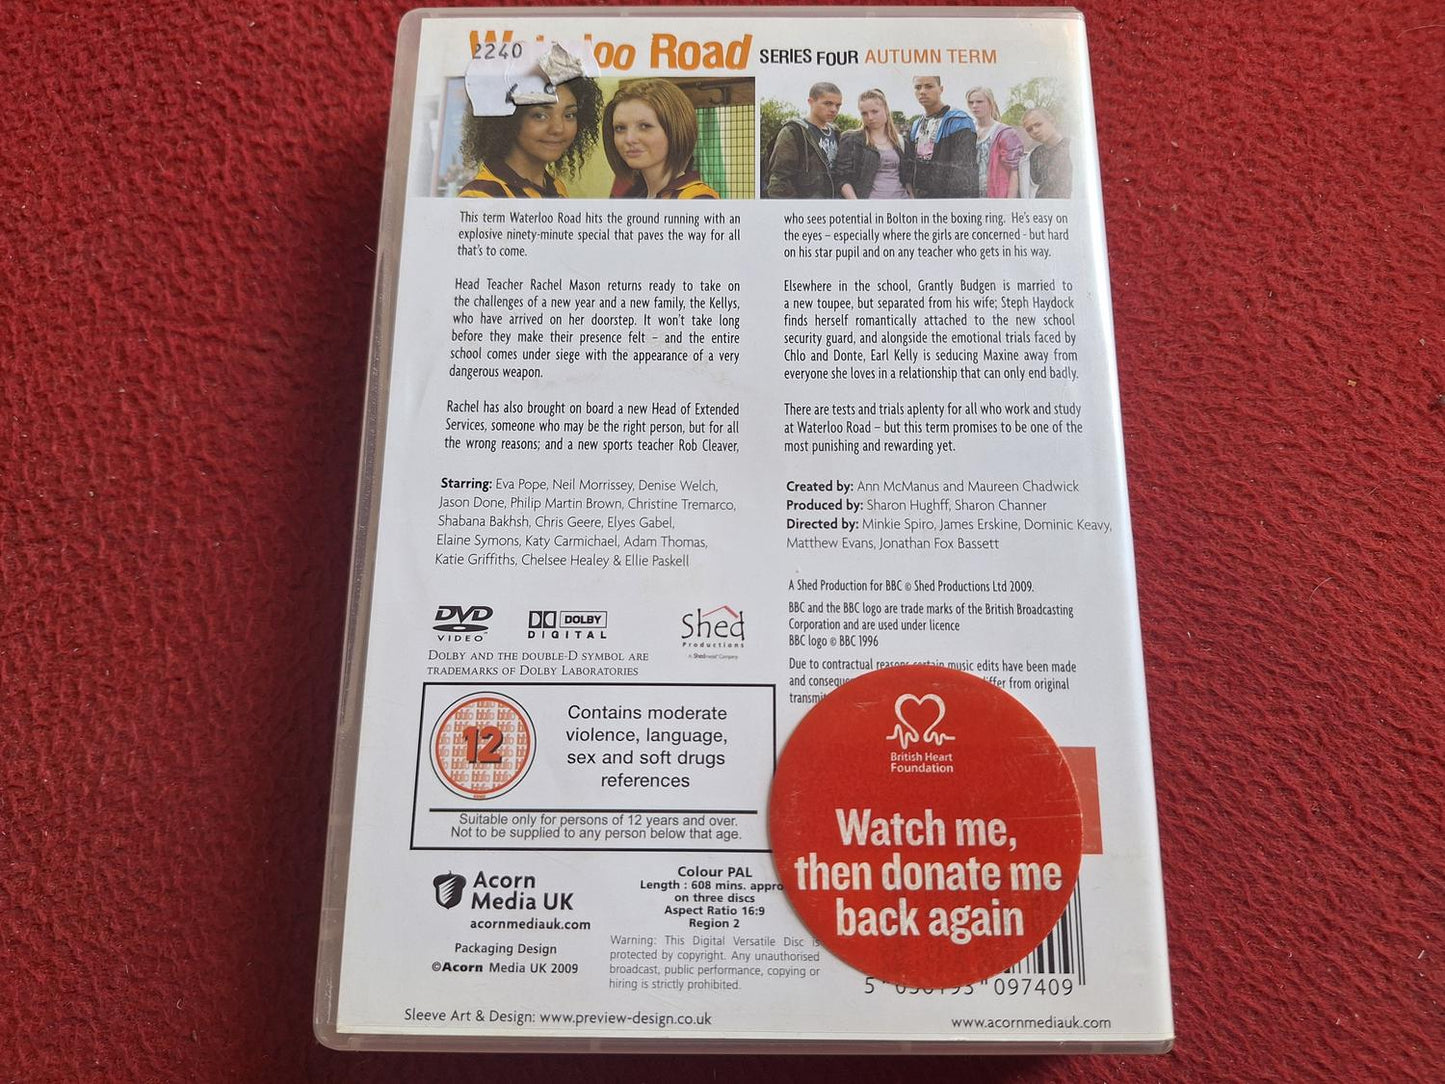 2240
Waterloo Road SERIES FOUR AUTUMN TERM
This term Waterloo Road hits the ground running with an
explosive ninety-minute special that paves the way for all
that's to come.
Head Teacher Rachel Mason returns ready to take on
the challenges of a new year and a new family, the Kellys,
who have arrived on her doorstep. It won't take long
before they make their presence felt – and the entire
school comes under siege with the appearance of a very
dangerous weapon.
Rachel has also brought on board a new Head of Extended
Services, someone who may be the right person, but for all
the wrong reasons; and a new sports teacher Rob Cleaver,
who sees potential in Bolton in the boxing ring. He's easy on
the eyes – especially where the girls are concerned - but hard
on his star pupil and on any teacher who gets in his way.
Elsewhere in the school, Grantly Budgen is married to
a new toupee, but separated from his wife; Steph Haydock
finds herself romantically attached to the new school
security guard, and alongside the emotional trials faced by
Chlo and Donte, Earl Kelly is seducing Maxine away from
everyone she loves in a relationship that can only end badly.
There are tests and trials aplenty for all who work and study
at Waterloo Road – but this term promises to be one of the
most punishing and rewarding yet.
Starring: Eva Pope, Neil Morrissey, Denise Welch,
Jason Done, Philip Martin Brown, Christine Tremarco,
Shabana Bakhsh, Chris Geere, Elyes Gabel,
Elaine Symons, Katy Carmichael, Adam Thomas,
Katie Griffiths, Chelsee Healey & Ellie Paskell
Created by: Ann McManus and Maureen Chadwick
Produced by: Sharon Hughff, Sharon Channer
Directed by: Minkie Spiro, James Erskine, Dominic Keavy,
Matthew Evans, Jonathan Fox Bassett
A Shed Production for BBC © Shed Productions Ltd 2009.
BBC and the BBC logo are trade marks of the British Broadcasting
Corporation and are used under licence
BBC logo © BBC 1996
Due to contractual reasons certain music edits have been made
and conseque differ from original
transmi
DVD
VIDEO
DOLBY
DIGITAL
Shed
Productions
A Shed Company
DOLBY AND THE DOUBLE-D SYMBOL ARE
TRADEMARKS OF DOLBY LABORATORIES
12
Contains moderate
violence, language,
sex and soft drugs
references
Suitable only for persons of 12 years and over.
Not to be supplied to any person below that age.
Acorn
Media UK
acornmediauk.com
Packaging Design
©Acorn Media UK 2009
Colour PAL
Length : 608 mins. appro
on three discs
Aspect Ratio 16:9
Region 2
Warning: This Digital Versatile Disc is
protected by copyright. Any unauthorised
broadcast, public performance, copying or
hiring is strictly prohibited.
British Heart
Foundation
Watch me,
then donate me
back again
5 036193 097409
Sleeve Art & Design: www.preview-design.co.uk
www.acornmediauk.com